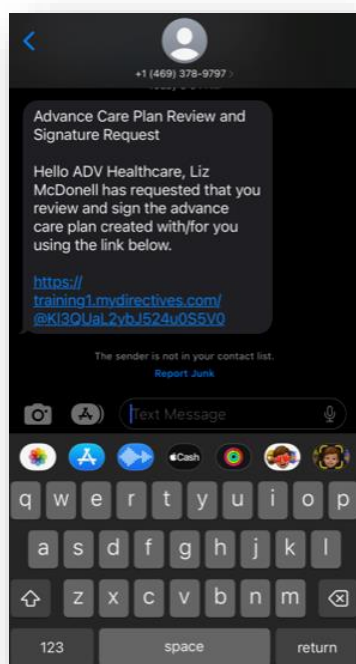 +1 (469) 378-9797 >
Advance Care Plan Review and
Signature Request
Hello ADV Healthcare, Liz
McDonell has requested that you
review and sign the advance
care plan created with/for you
using the link below.
https://
training1.mydirectives.com/
@KI3QUaL2ybJ524u0S5V0
The sender is not in your contact list.
Report Junk
Text Message
Cash
q w e r t y u i o p
a s d f g h j k l
z x c v b n m
123 space return